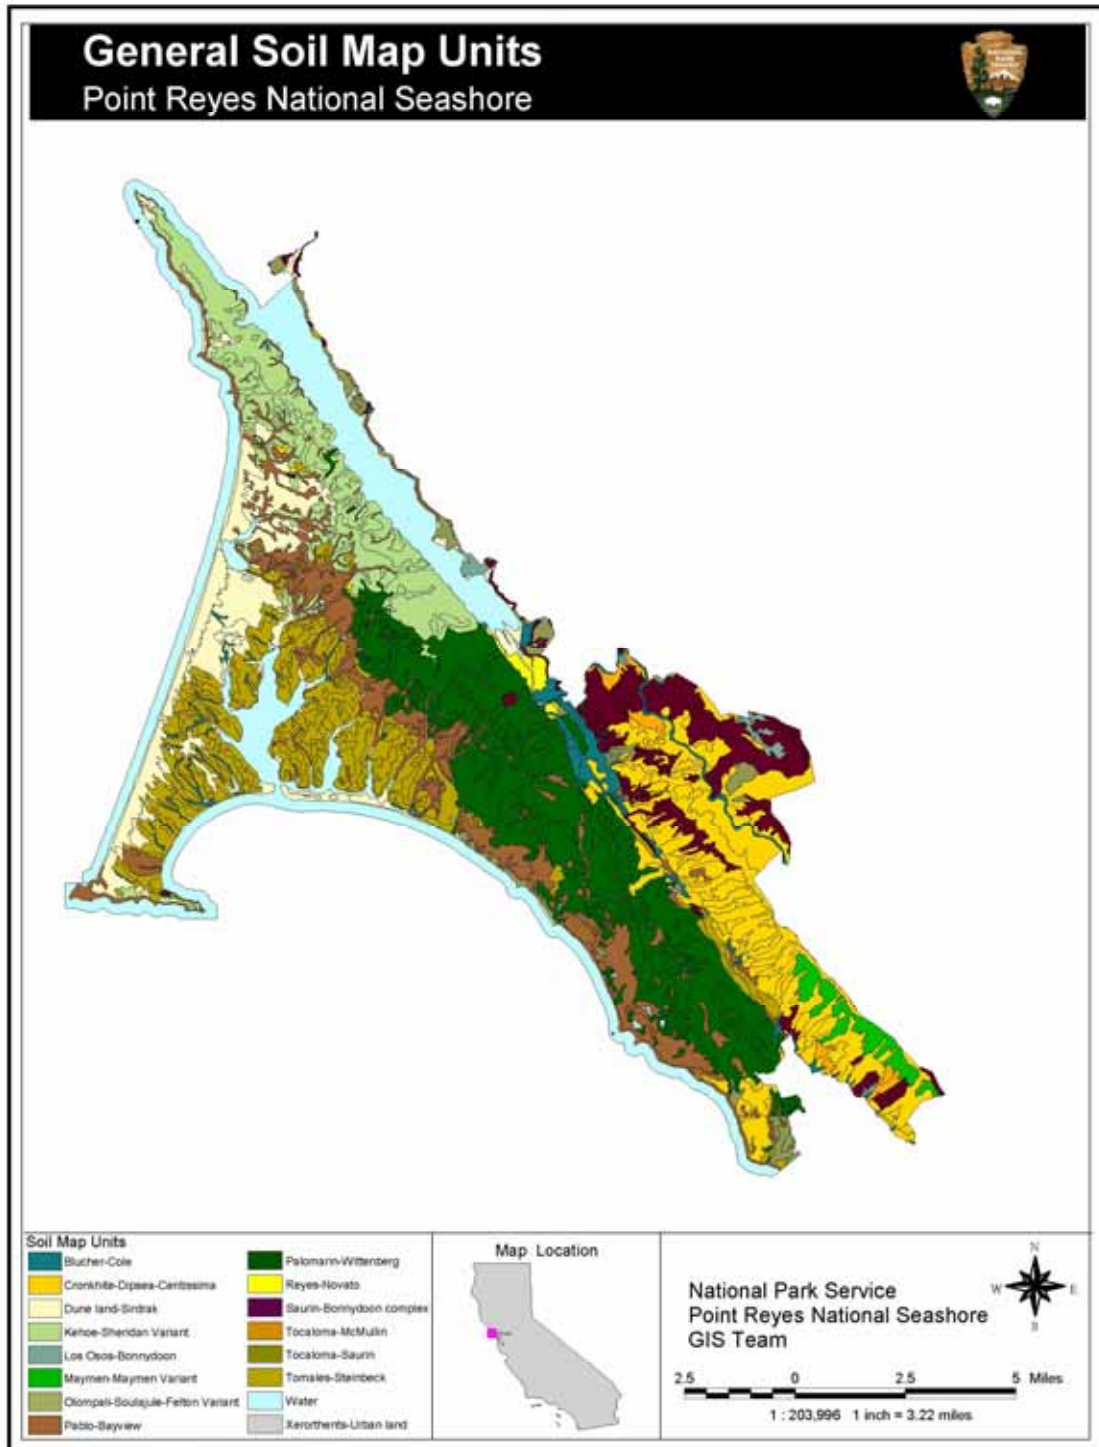 General Soil Map Units
Point Reyes National Seashore
Soil Map Units
Blucher-Cole
Cronkhite-Dipsea-Centissima
Dune land-Sirdrak
Kehoe-Sheridan Variant
Los Osos-Bonnydoon
Maymen-Maymen Variant
Olompali-Soulajule-Felton Variant
Pablo-Bayview
Palomarin-Wittenberg
Reyes-Novato
Saurin-Bonnydoon complex
Tocaloma-McMullin
Tocaloma-Saurin
Tomales-Steinbeck
Water
Xerorthents-Urban land
Map Location
National Park Service
Point Reyes National Seashore
GIS Team
N
W
E
S
2.5 0 2.5 5 Miles
1 : 203,996 1 inch = 3.22 miles